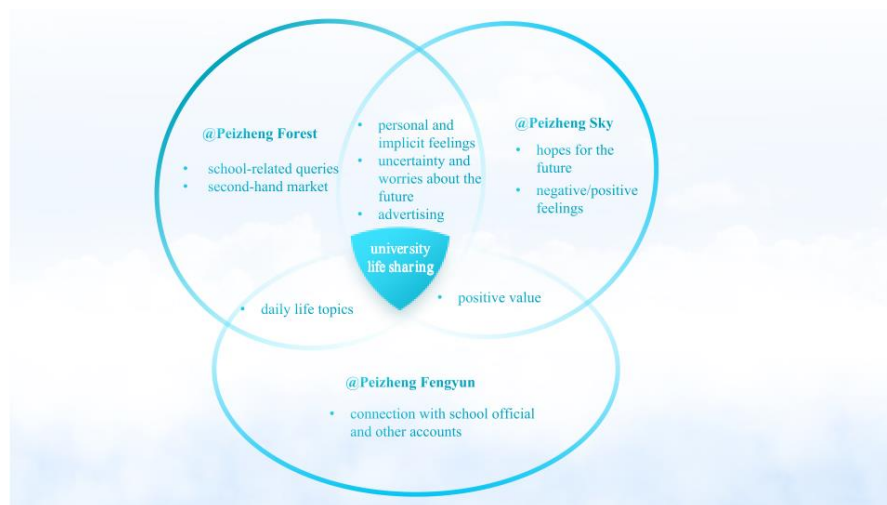 @Peizheng Forest
• school-related queries
• second-hand market
• personal and
implicit feelings
• uncertainty and
worries about the
future
• advertising
@Peizheng Sky
• hopes for the
future
• negative/positive
feelings
university
life sharing
• daily life topics
• positive value
@Peizheng Fengyun
• connection with school official
and other accounts